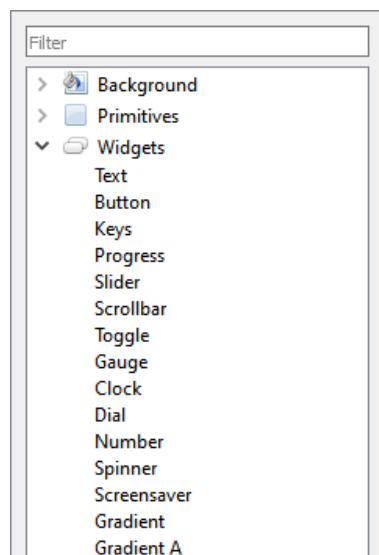 Filter
Background
Primitives
Widgets
Text
Button
Keys
Progress
Slider
Scrollbar
Toggle
Gauge
Clock
Dial
Number
Spinner
Screensaver
Gradient
Gradient A